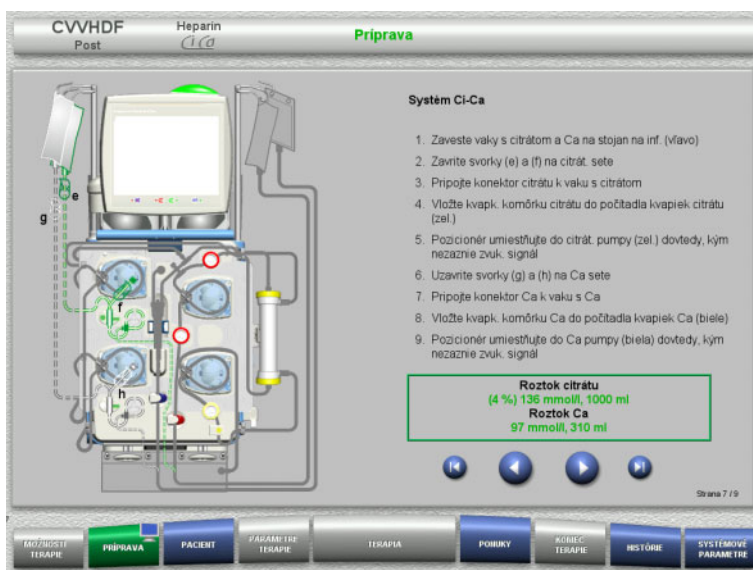 CVVHDF
Post
Heparin
Ci Ca
Príprava
Systém Ci-Ca
1. Zaveste vaky s citrátom a Ca na stojan na inf. (vľavo)
2. Zavrite svorky (e) a (f) na citrát. sete
3. Pripojte konektor citrátu k vaku s citrátom
4. Vložte kvapk. komôrku citrátu do počítadla kvapiek citrátu
(zel.)
5. Pozicionér umiestňujte do citrát. pumpy (zel.) dovtedy, kým
nezaznie zvuk. signál
6. Uzavrite svorky (g) a (h) na Ca sete
7. Pripojte konektor Ca k vaku s Ca
8. Vložte kvapk. komôrku Ca do počítadla kvapiek Ca (biele)
9. Pozicionér umiestňujte do Ca pumpy (biela) dovtedy, kým
nezaznie zvuk. signál
e
g
f
h
Roztok citrátu
(4 %) 136 mmol/l, 1000 ml
Roztok Ca
97 mmol/l, 310 ml
Strana 7 / 9
MOŽNOSTI
TERAPIE
PRÍPRAVA
PACIENT
PARAMETRE
TERAPIE
TERAPIA
PONUKY
KONIEC
TERAPIE
HISTÓRIE
SYSTÉMOVÉ
PARAMETRE